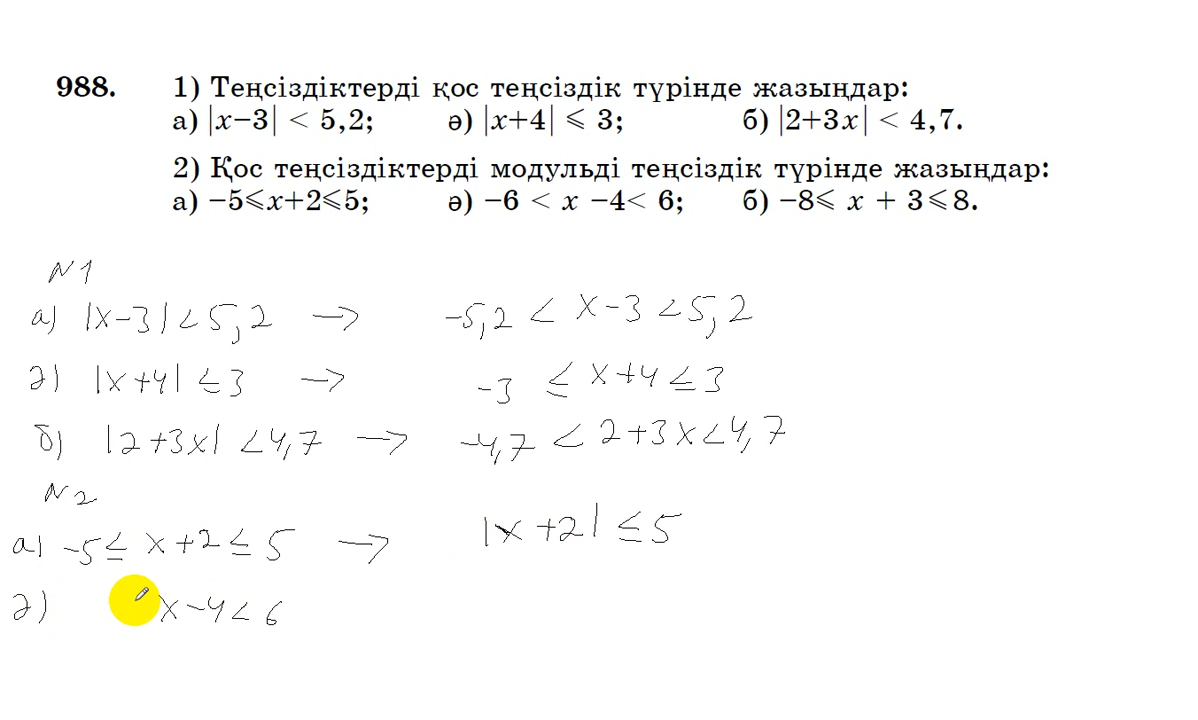 988. 1) Теңсіздіктерді қос теңсіздік түрінде жазыңдар:
а) |x−3| < 5,2; ә) |x+4| ⩽ 3; б) |2+3x| < 4,7.
2) Қос теңсіздіктерді модульді теңсіздік түрінде жазыңдар:
а) −5⩽x+2⩽5; ә) −6 < x −4< 6; б) −8⩽ x + 3⩽8.
N1
а) |x−3|<5,2 → −5,2 < x−3<5,2
ә) |x+4| ≤3 → −3 ≤ x+4≤3
б) |2+3x| <4,7 → −4,7 < 2+3x<4,7
N2
а) −5≤ x+2≤5 → |x+2| ≤5
ә) x−4<6